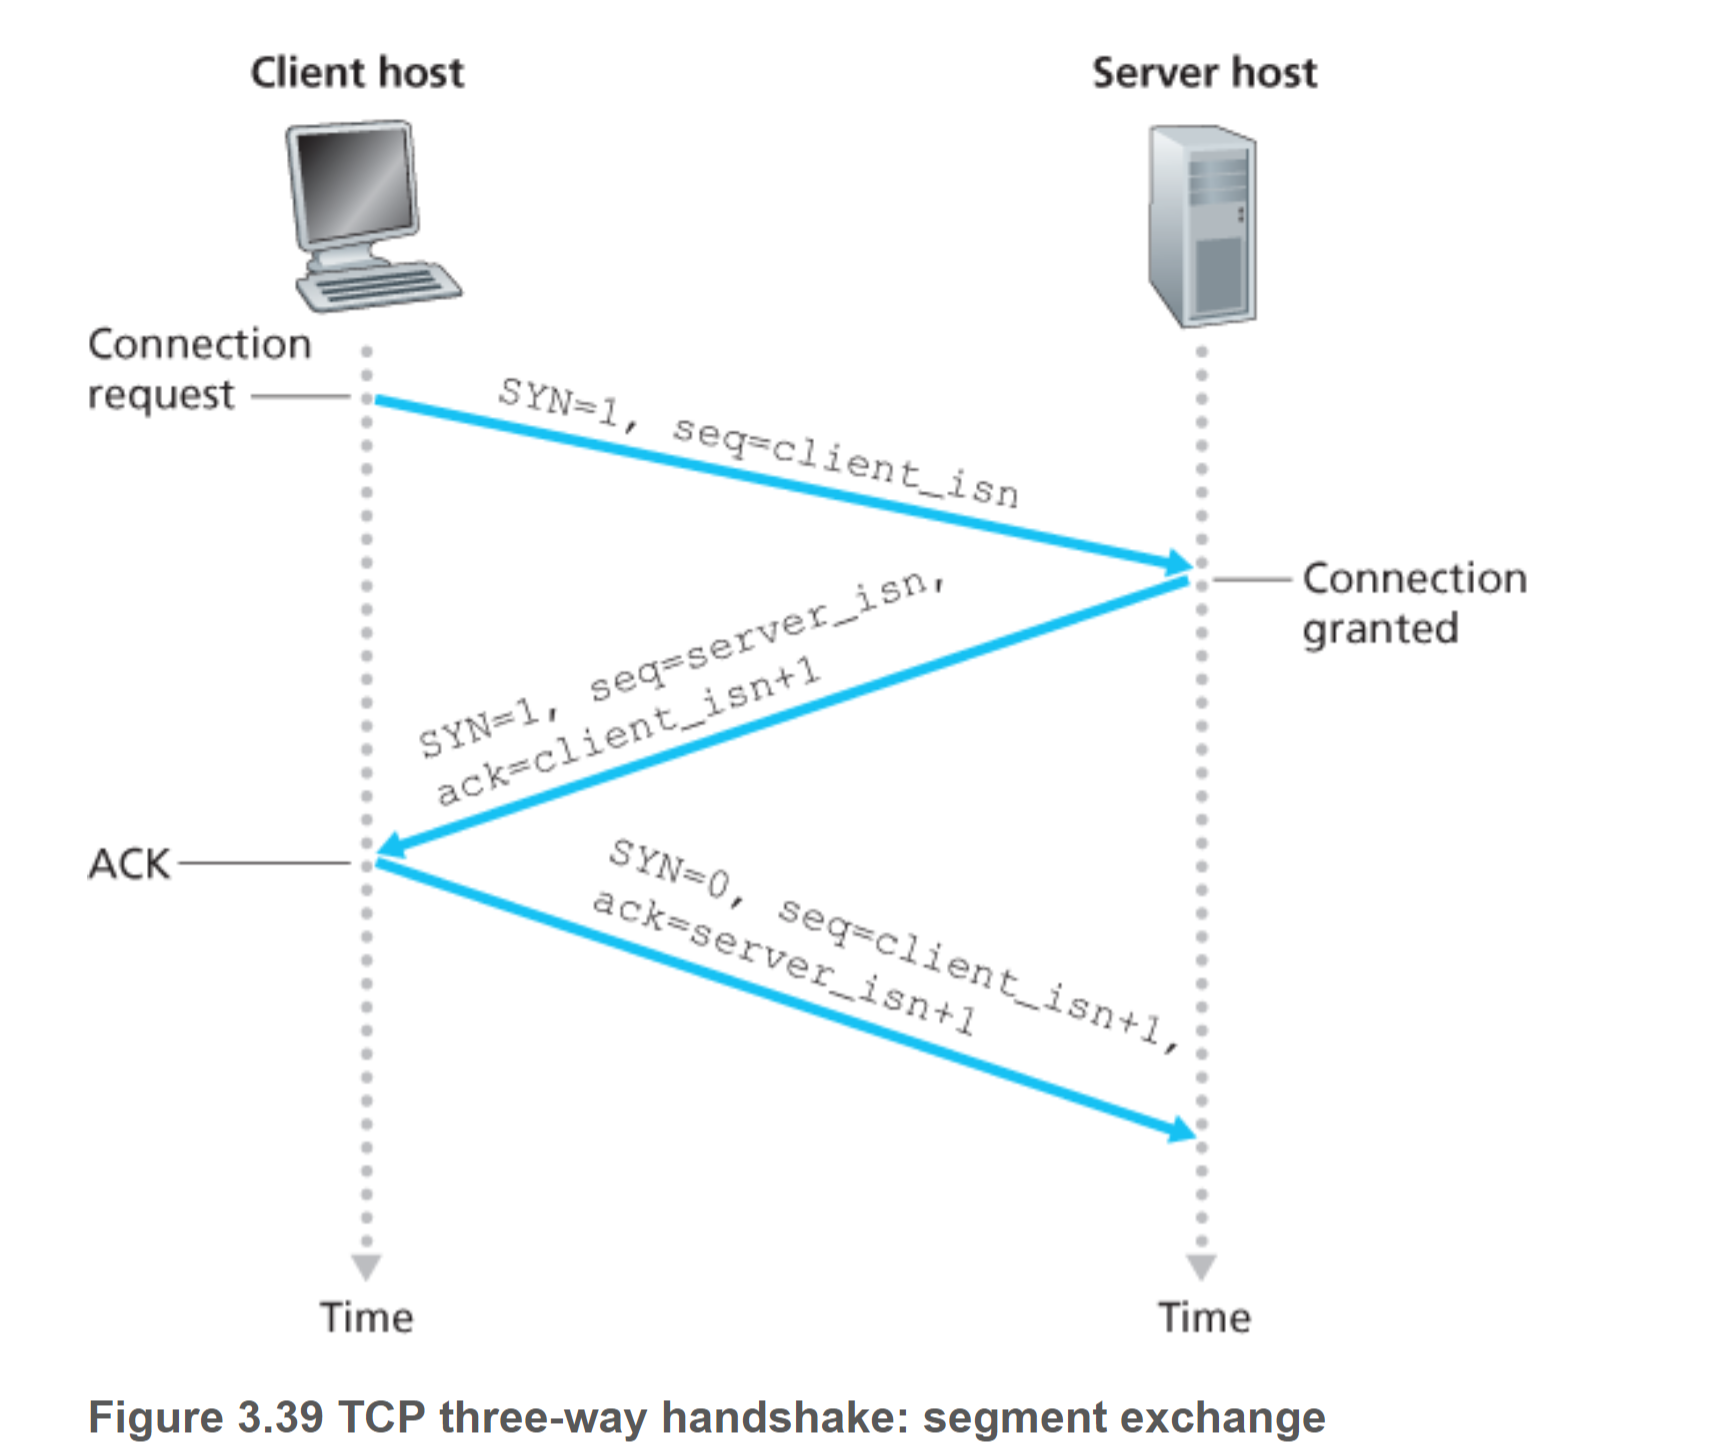 Client host
Server host
Connection
request
SYN=1, seq=client_isn
Connection
granted
SYN=1, seq=server_isn,
ack=client_isn+1
ACK
SYN=0, seq=client_isn+1,
ack=server_isn+1
Time
Time
Figure 3.39 TCP three-way handshake: segment exchange